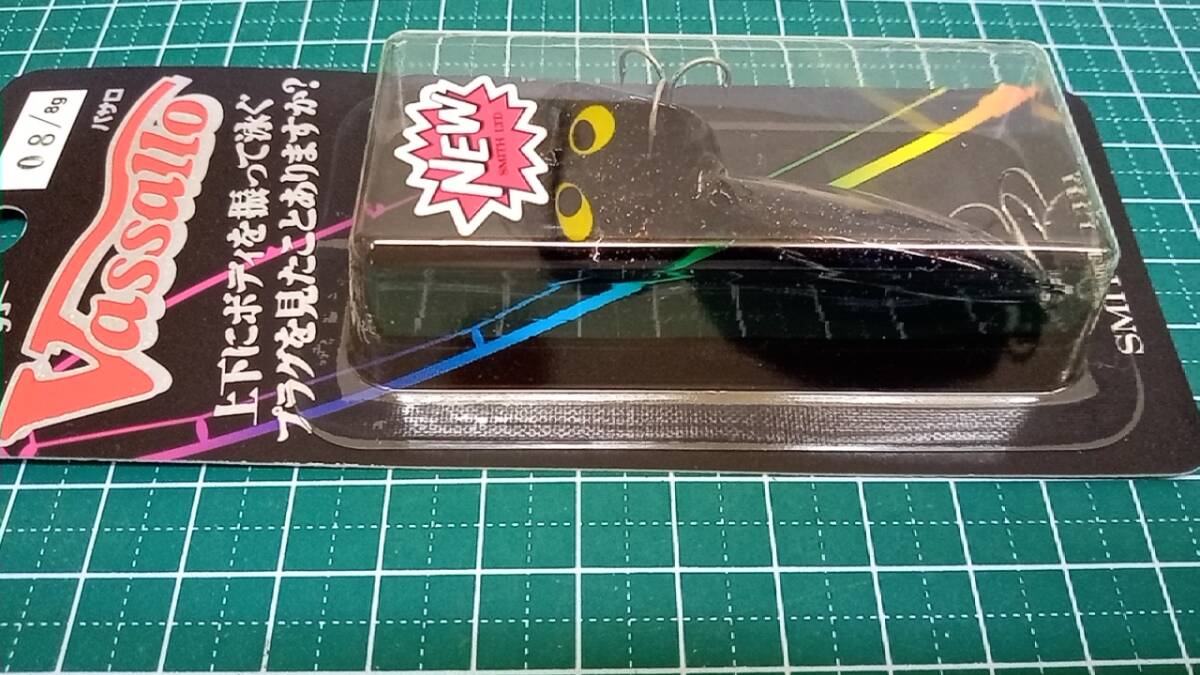 08/8g
バサロ
Vassallo
上下にボディを振って泳ぐ
プラグを見たことありますか?
NEW
SMITH LTD.
SMIT